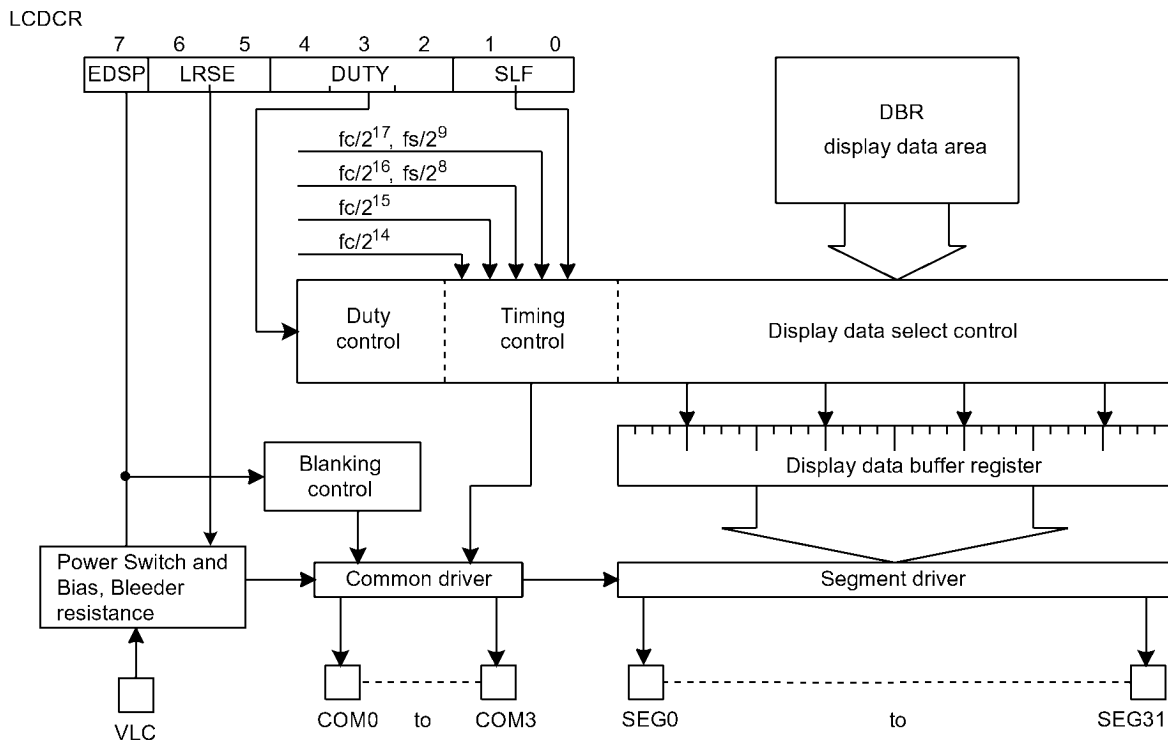 LCDCR
7 6 5 4 3 2 1 0
EDSP LRSE DUTY SLF
fc/2^17, fs/2^9
fc/2^16, fs/2^8
fc/2^15
fc/2^14
DBR
display data area
Duty
control
Timing
control
Display data select control
Blanking
control
Display data buffer register
Power Switch and
Bias, Bleeder
resistance
Common driver
Segment driver
VLC
COM0 to COM3
SEG0 to SEG31